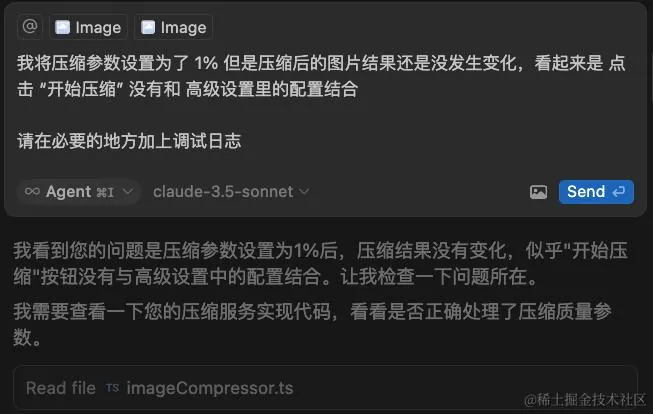 @ Image Image
我将压缩参数设置为了 1% 但是压缩后的图片结果还是没发生变化，看起来是 点
击 “开始压缩” 没有和 高级设置里的配置结合
请在必要的地方加上调试日志
∞ Agent ⌘I claude-3.5-sonnet Send
我看到您的问题是压缩参数设置为1%后，压缩结果没有变化，似乎"开始压
缩"按钮没有与高级设置中的配置结合。让我检查一下问题所在。
我需要查看一下您的压缩服务实现代码，看看是否正确处理了压缩质量参
数。
Read file TS imageCompressor.ts
@稀土掘金技术社区